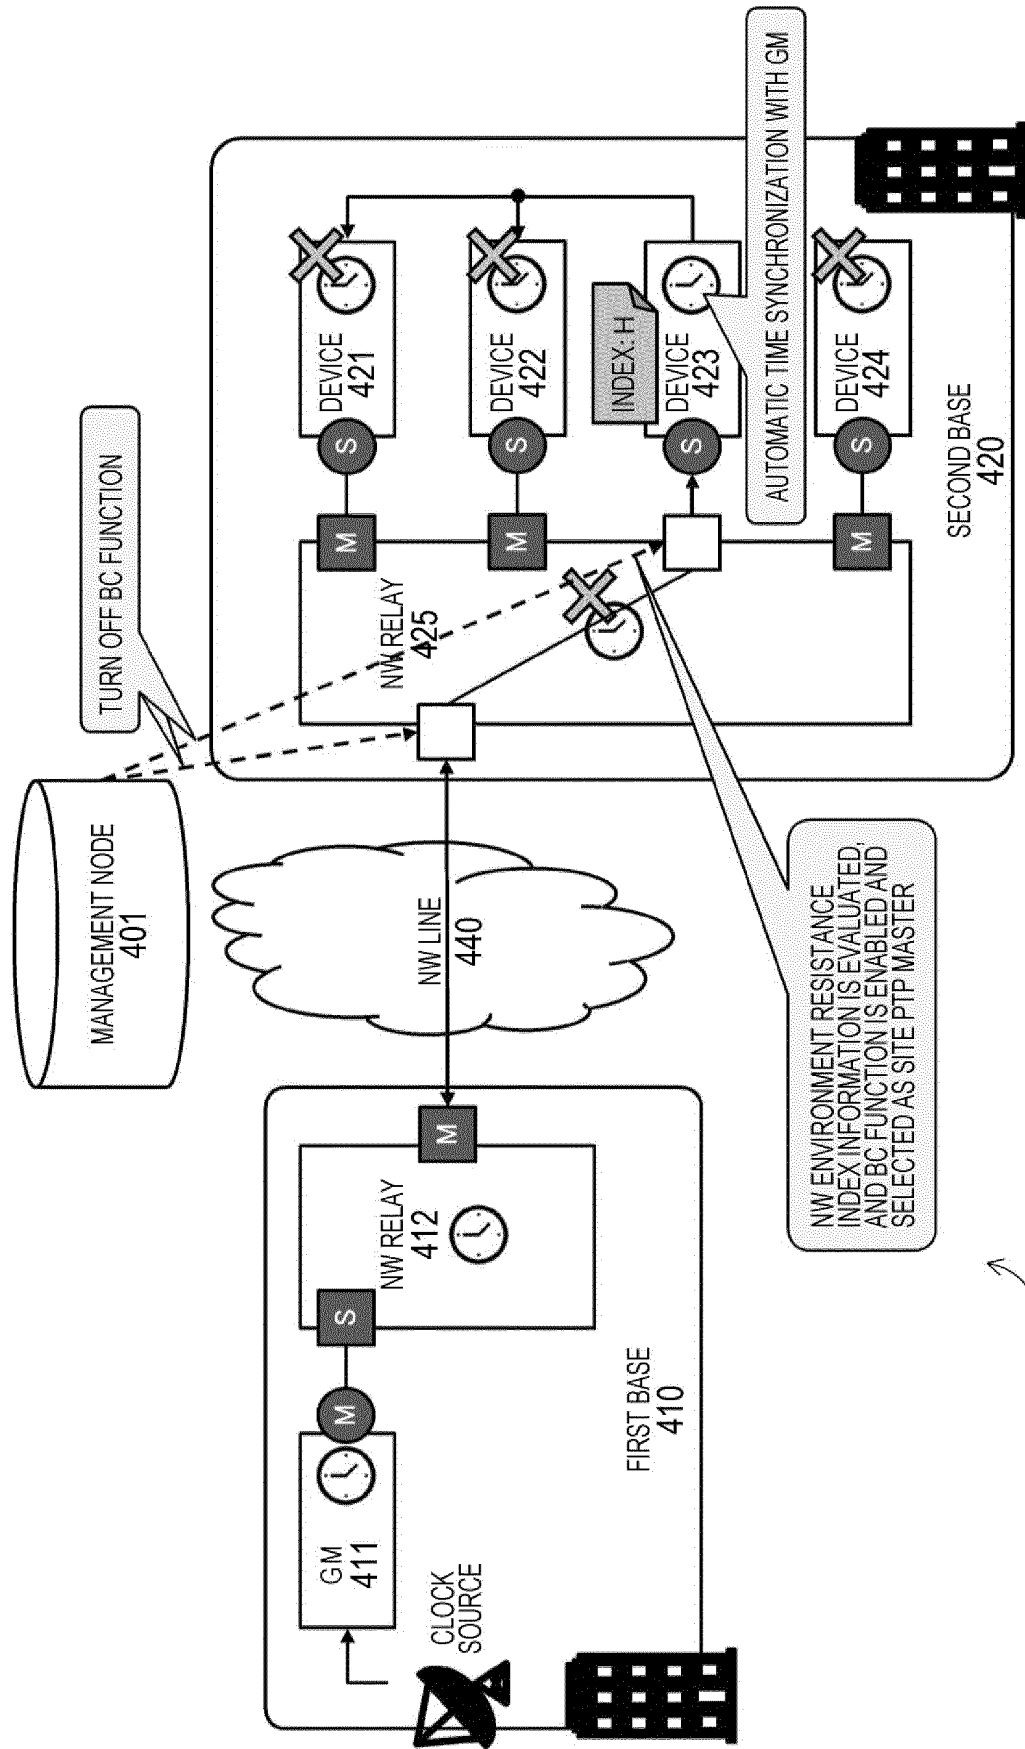 MANAGEMENT NODE
401
TURN OFF BC FUNCTION
CLOCK
SOURCE
GM
411
M
S
NW RELAY
412
M
FIRST BASE
410
NW LINE
440
NW RELAY
425
M
M
M
S
DEVICE
421
S
DEVICE
422
INDEX: H
S
DEVICE
423
S
DEVICE
424
SECOND BASE
420
NW ENVIRONMENT RESISTANCE
INDEX INFORMATION IS EVALUATED,
AND BC FUNCTION IS ENABLED AND
SELECTED AS SITE PTP MASTER
AUTOMATIC TIME SYNCHRONIZATION WITH GM